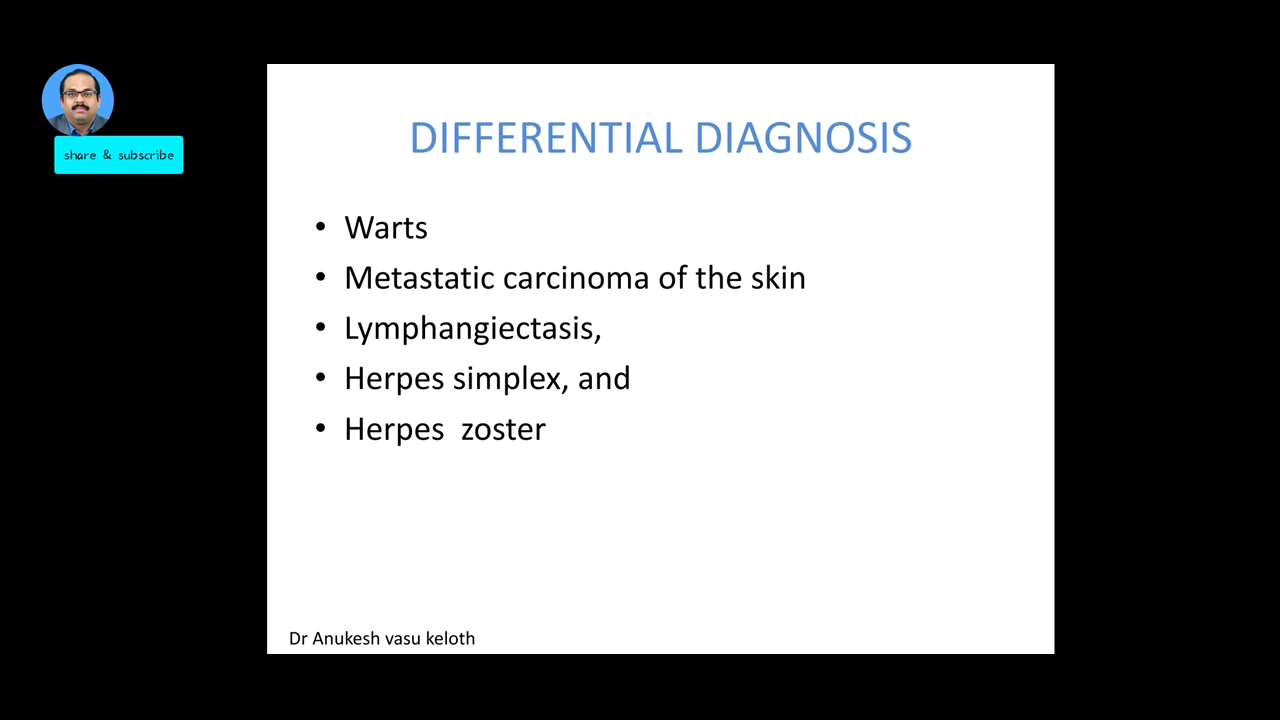 share & subscribe
DIFFERENTIAL DIAGNOSIS
• Warts
• Metastatic carcinoma of the skin
• Lymphangiectasis,
• Herpes simplex, and
• Herpes  zoster
Dr Anukesh vasu keloth